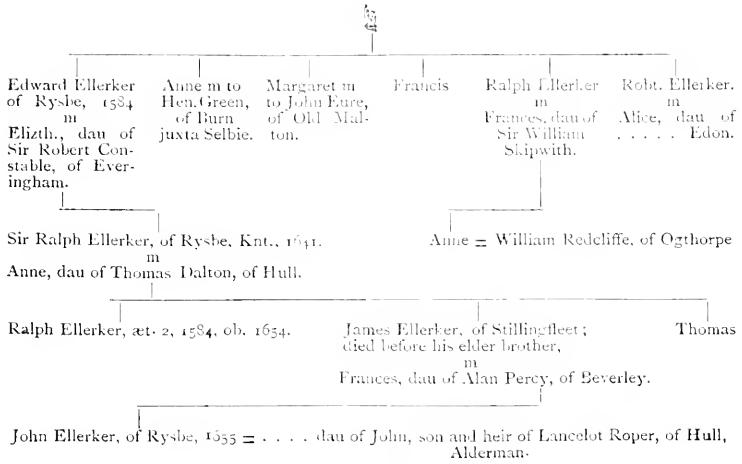 Edward Ellerker
of Rysbe, 1584
m
Elizth., dau of
Sir Robert Con-
stable, of Ever-
ingham.
Anne m to
Hen. Green,
of Burn
juxta Selbie.
Margaret m
to John Eure,
of Old Mal-
ton.
Francis
Ralph Ellerker
m
Frances, dau of
Sir William
Skipwith.
Robt. Ellerker.
m
Alice, dau of
. . . . . Edon.
Sir Ralph Ellerker, of Rysbe, Knt., 1641.
m
Anne, dau of Thomas Dalton, of Hull.
Anne = William Redcliffe, of Ogthorpe
Ralph Ellerker, æt. 2, 1584, ob. 1654.
James Ellerker, of Stillingfleet;
died before his elder brother,
m
Frances, dau of Alan Percy, of Beverley.
Thomas
John Ellerker, of Rysbe, 1655 = . . . . dau of John, son and heir of Lancelot Roper, of Hull,
Alderman.